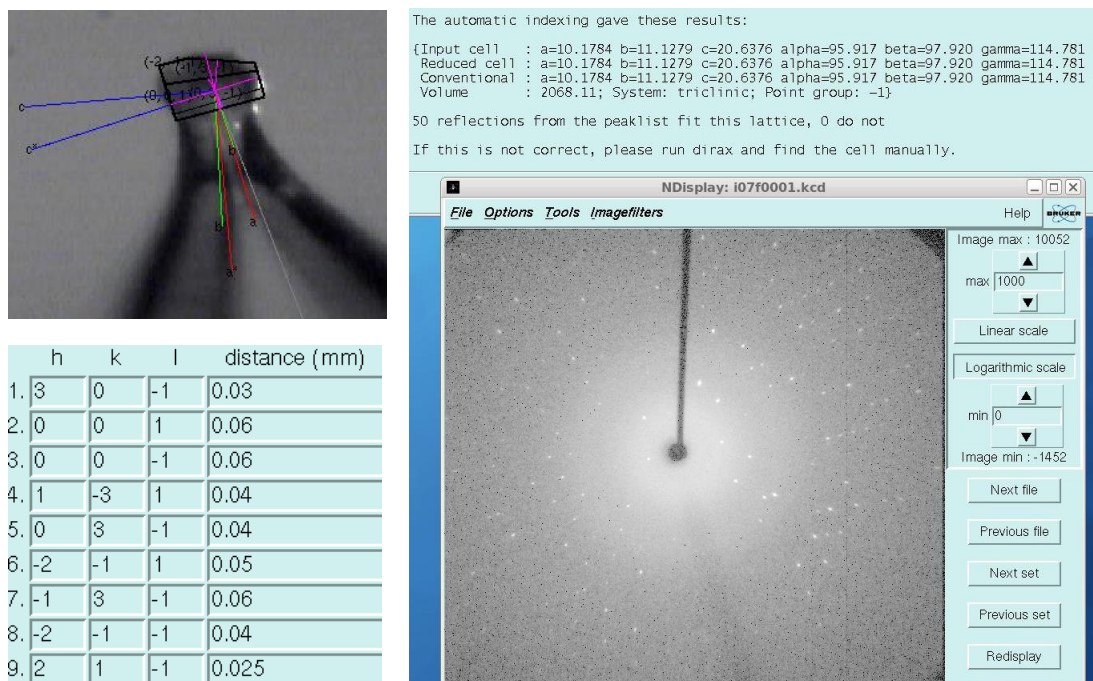 c
c*
(-2
(0,
-1)
b
b
a
a*
h k l distance (mm)
1. 3 0 -1 0.03
2. 0 0 1 0.06
3. 0 0 -1 0.06
4. 1 -3 1 0.04
5. 0 3 -1 0.04
6. -2 -1 1 0.05
7. -1 3 -1 0.06
8. -2 -1 -1 0.04
9. 2 1 -1 0.025
The automatic indexing gave these results:
{Input cell : a=10.1784 b=11.1279 c=20.6376 alpha=95.917 beta=97.920 gamma=114.781
Reduced cell : a=10.1784 b=11.1279 c=20.6376 alpha=95.917 beta=97.920 gamma=114.781
Conventional : a=10.1784 b=11.1279 c=20.6376 alpha=95.917 beta=97.920 gamma=114.781
Volume : 2068.11; System: triclinic; Point group: -1}
50 reflections from the peaklist fit this lattice, 0 do not
If this is not correct, please run dirax and find the cell manually.
NDisplay: i07f0001.kcd
File Options Tools Imagefilters Help BRUKER
Image max : 10052
max 1000
Linear scale
Logarithmic scale
min 0
Image min : -1452
Next file
Previous file
Next set
Previous set
Redisplay